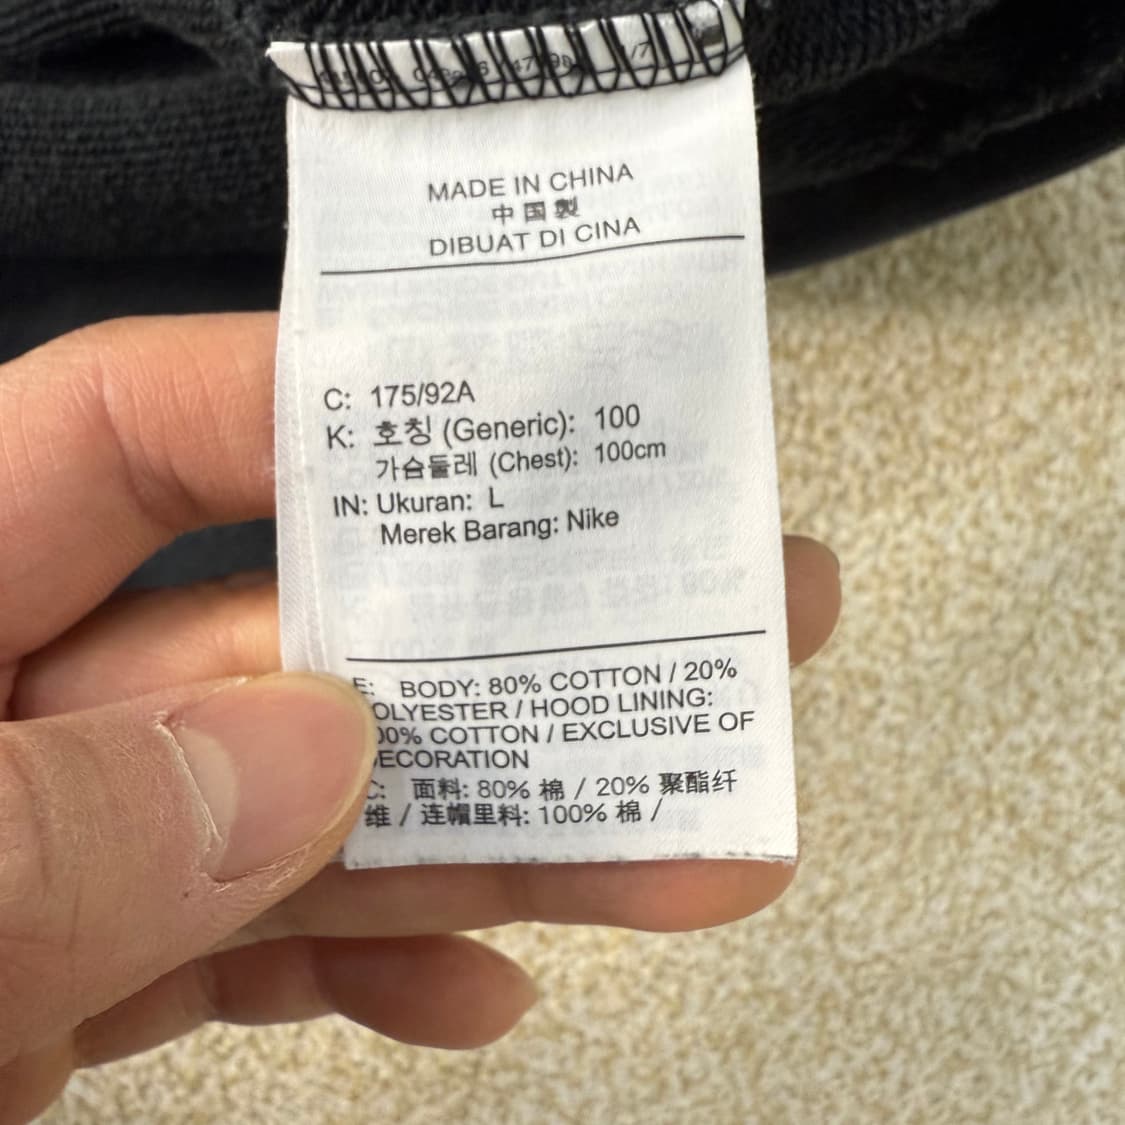 MADE IN CHINA
中国製
DIBUAT DI CINA
C: 175/92A
K: 호칭 (Generic): 100
가슴둘레 (Chest): 100cm
IN: Ukuran: L
Merek Barang: Nike
E: BODY: 80% COTTON / 20%
OLYESTER / HOOD LINING:
00% COTTON / EXCLUSIVE OF
ECORATION
C: 面料: 80% 棉 / 20% 聚酯纤
维 / 连帽里料: 100% 棉 /